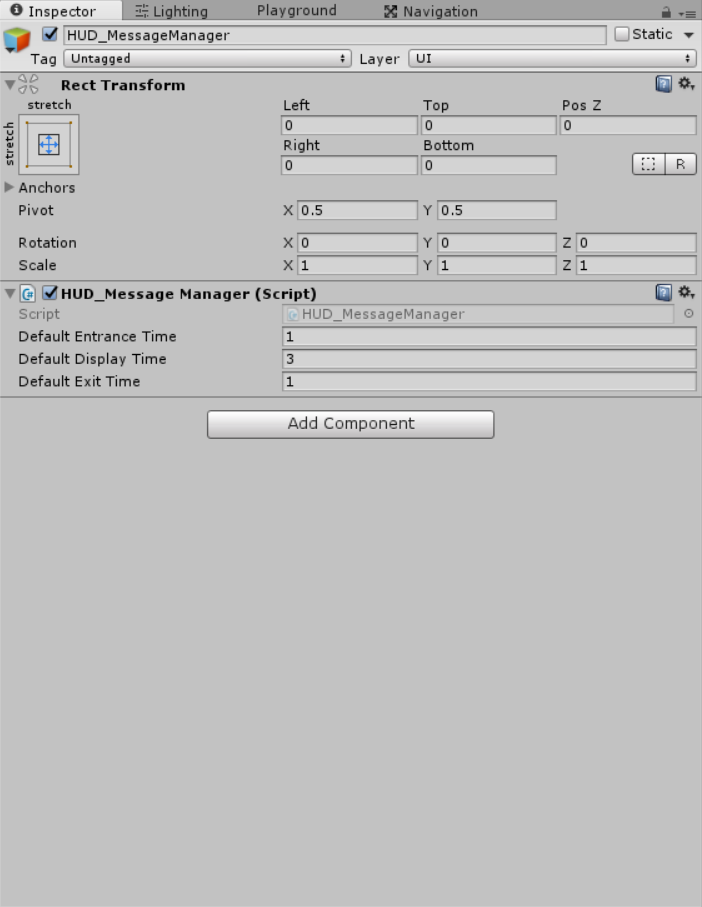 Inspector Lighting Playground Navigation
HUD_MessageManager Static
Tag Untagged Layer UI
Rect Transform
stretch Left Top Pos Z
stretch 0 0 0
Right Bottom
0 0 R
Anchors
Pivot X 0.5 Y 0.5
Rotation X 0 Y 0 Z 0
Scale X 1 Y 1 Z 1
C# HUD_Message Manager (Script)
Script HUD_MessageManager
Default Entrance Time 1
Default Display Time 3
Default Exit Time 1
Add Component